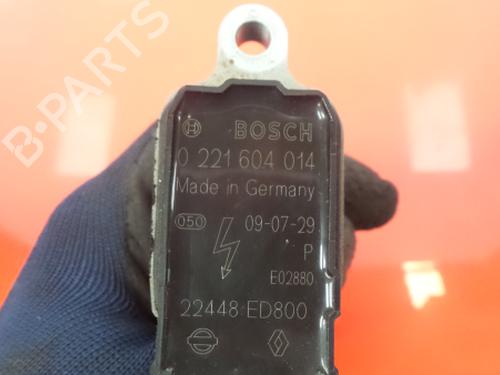 BOSCH
0 221 604 014
Made in Germany
050 09-07-29
P
E02880
22448 ED800
B-PARTS